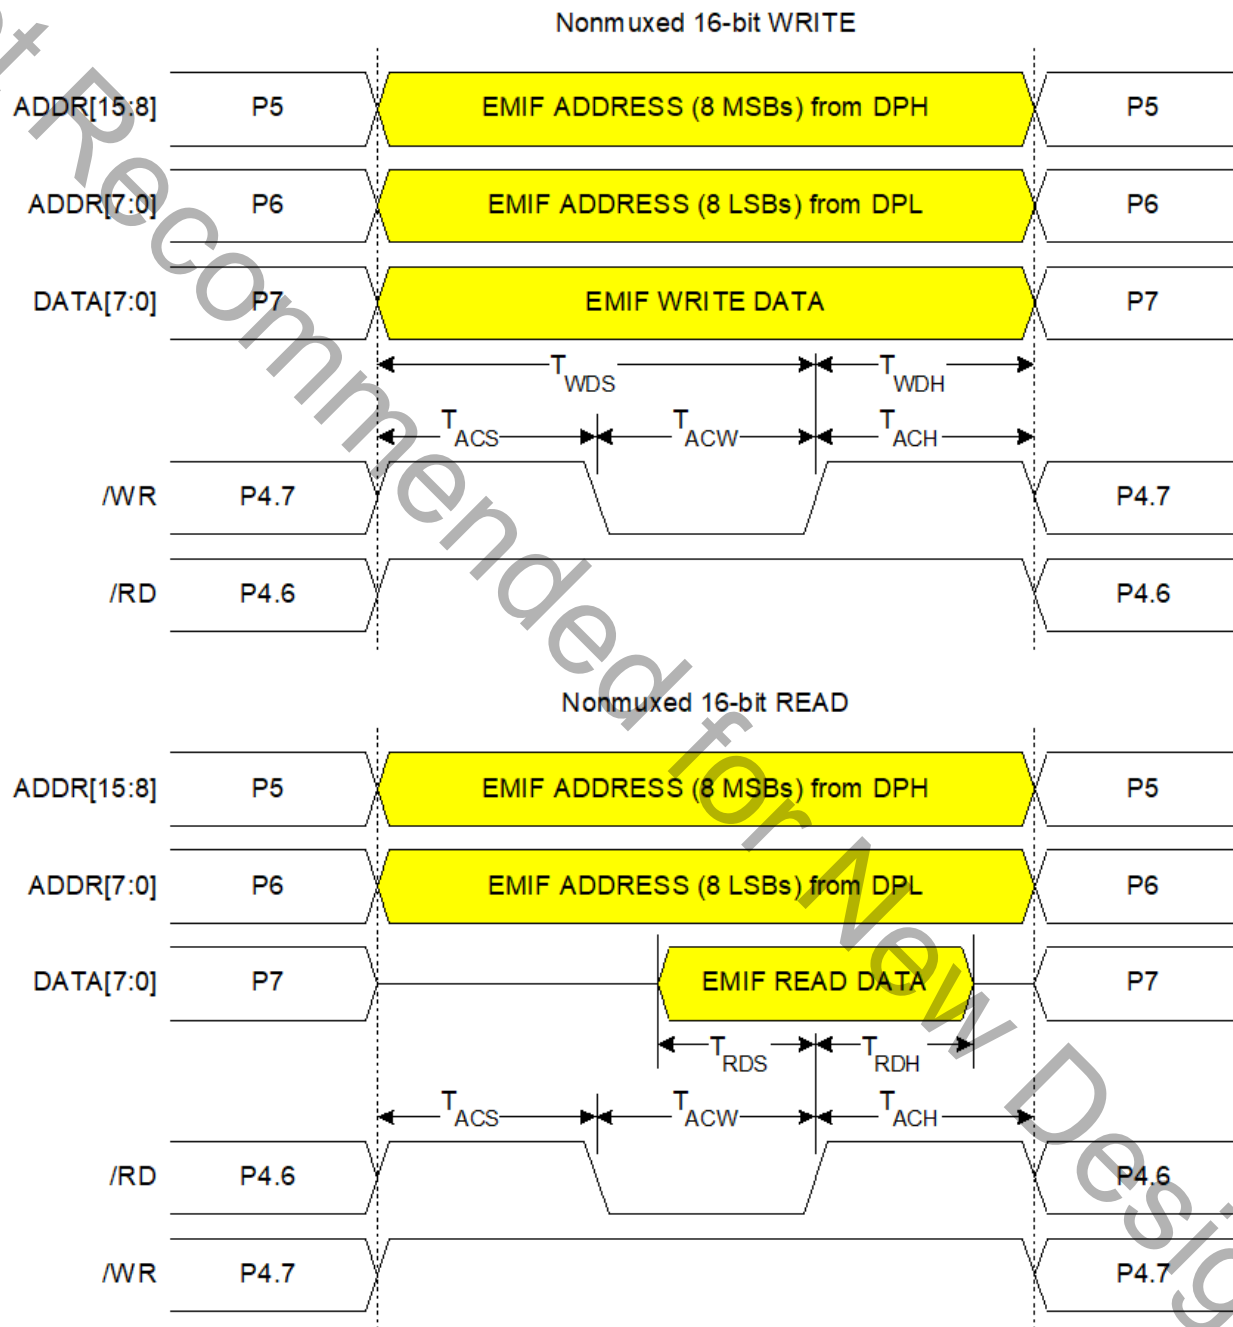 Nonmuxed 16-bit WRITE
ADDR[15:8] P5 EMIF ADDRESS (8 MSBs) from DPH P5
ADDR[7:0] P6 EMIF ADDRESS (8 LSBs) from DPL P6
DATA[7:0] P7 EMIF WRITE DATA P7
TWDS TWDH
TACS TACW TACH
/WR P4.7 P4.7
/RD P4.6 P4.6
Nonmuxed 16-bit READ
ADDR[15:8] P5 EMIF ADDRESS (8 MSBs) from DPH P5
ADDR[7:0] P6 EMIF ADDRESS (8 LSBs) from DPL P6
DATA[7:0] P7 EMIF READ DATA P7
TRDS TRDH
TACS TACW TACH
/RD P4.6 P4.6
/WR P4.7 P4.7
Recommended for New